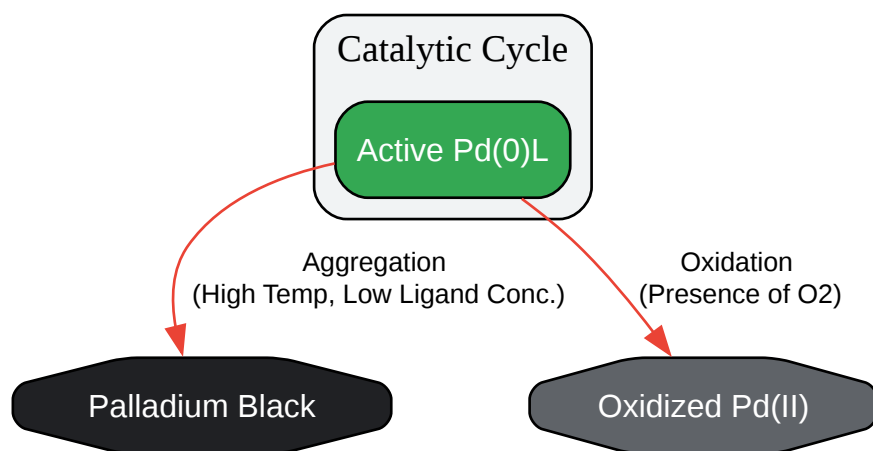 Catalytic Cycle
Active Pd(0)L
Aggregation
(High Temp, Low Ligand Conc.)
Oxidation
(Presence of O2)
Palladium Black
Oxidized Pd(II)